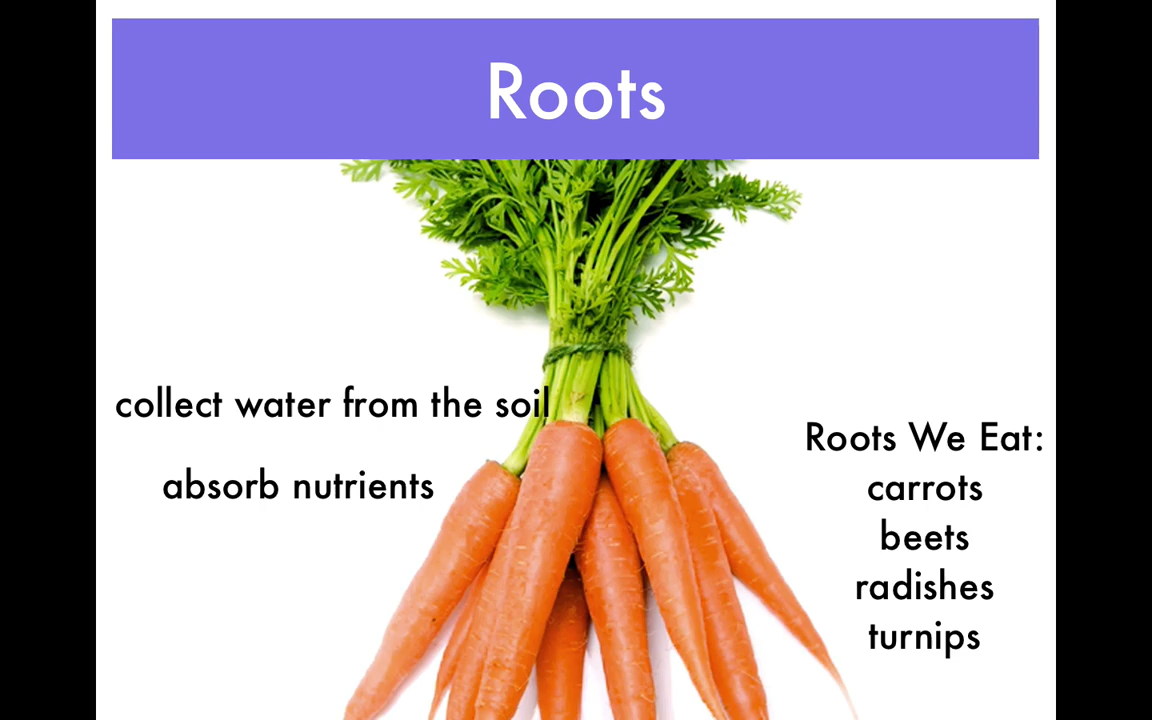 Roots
collect water from the soil
absorb nutrients
Roots We Eat:
carrots
beets
radishes
turnips